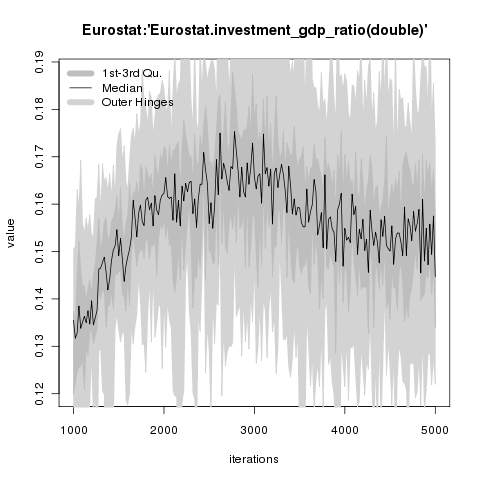 Eurostat:'Eurostat.investment_gdp_ratio(double)'
1st-3rd Qu.
Median
Outer Hinges
value
0.19
0.18
0.17
0.16
0.15
0.14
0.13
0.12
1000 2000 3000 4000 5000
iterations